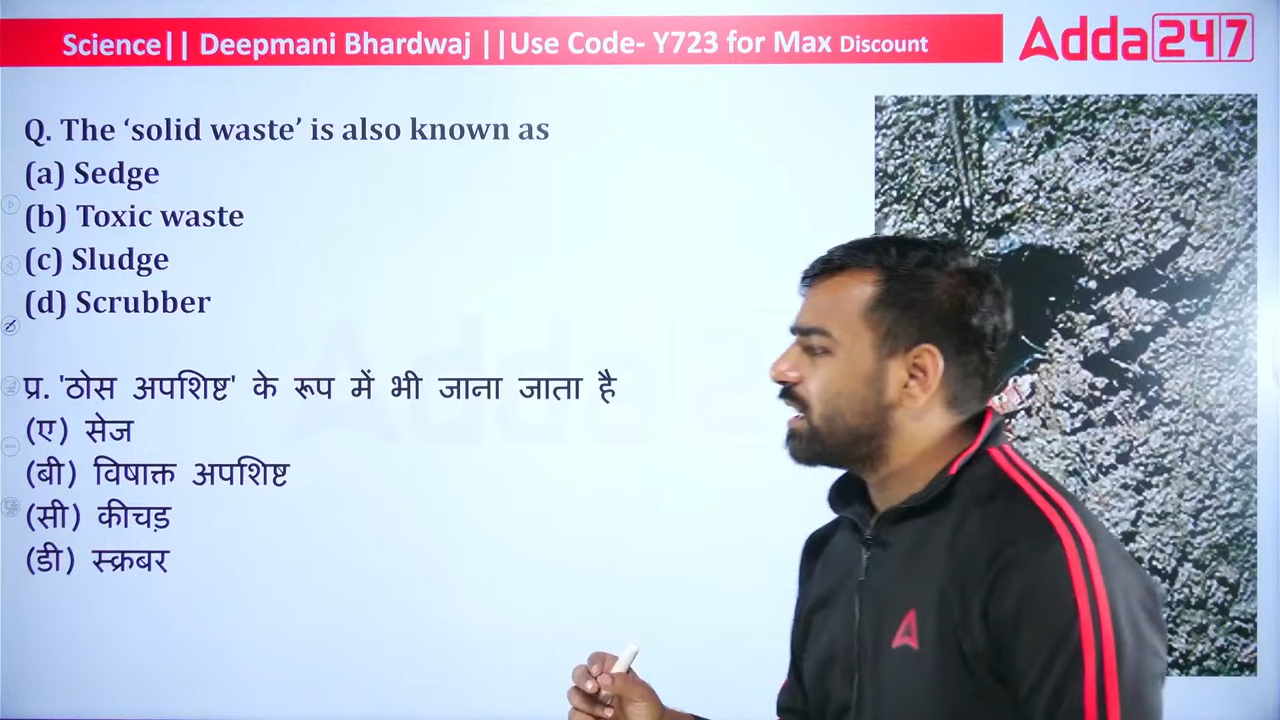 Science|| Deepmani Bhardwaj ||Use Code- Y723 for Max Discount
Adda247
Q. The ‘solid waste’ is also known as
(a) Sedge
(b) Toxic waste
(c) Sludge
(d) Scrubber
प्र. 'ठोस अपशिष्ट' के रूप में भी जाना जाता है
(ए) सेज
(बी) विषाक्त अपशिष्ट
(सी) कीचड़
(डी) स्क्रबर